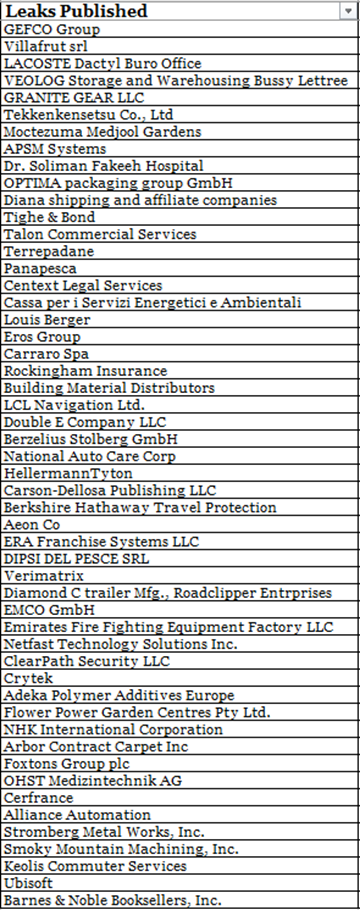 Leaks Published
GEFCO Group
Villafrut srl
LACOSTE Dactyl Buro Office
VEOLOG Storage and Warehousing Bussy Lettree
GRANITE GEAR LLC
Tekkenkensetsu Co., Ltd
Moctezuma Medjool Gardens
APSM Systems
Dr. Soliman Fakeeh Hospital
OPTIMA packaging group GmbH
Diana shipping and affiliate companies
Tighe & Bond
Talon Commercial Services
Terrepadane
Panapesca
Centext Legal Services
Cassa per i Servizi Energetici e Ambientali
Louis Berger
Eros Group
Carraro Spa
Rockingham Insurance
Building Material Distributors
LCL Navigation Ltd.
Double E Company LLC
Berzelius Stolberg GmbH
National Auto Care Corp
HellermannTyton
Carson-Dellosa Publishing LLC
Berkshire Hathaway Travel Protection
Aeon Co
ERA Franchise Systems LLC
DIPSI DEL PESCE SRL
Verimatrix
Diamond C trailer Mfg., Roadclipper Entrprises
EMCO GmbH
Emirates Fire Fighting Equipment Factory LLC
Netfast Technology Solutions Inc.
ClearPath Security LLC
Crytek
Adeka Polymer Additives Europe
Flower Power Garden Centres Pty Ltd.
NHK International Corporation
Arbor Contract Carpet Inc
Foxtons Group plc
OHST Medizintechnik AG
Cerfrance
Alliance Automation
Stromberg Metal Works, Inc.
Smoky Mountain Machining, Inc.
Keolis Commuter Services
Ubisoft
Barnes & Noble Booksellers, Inc.